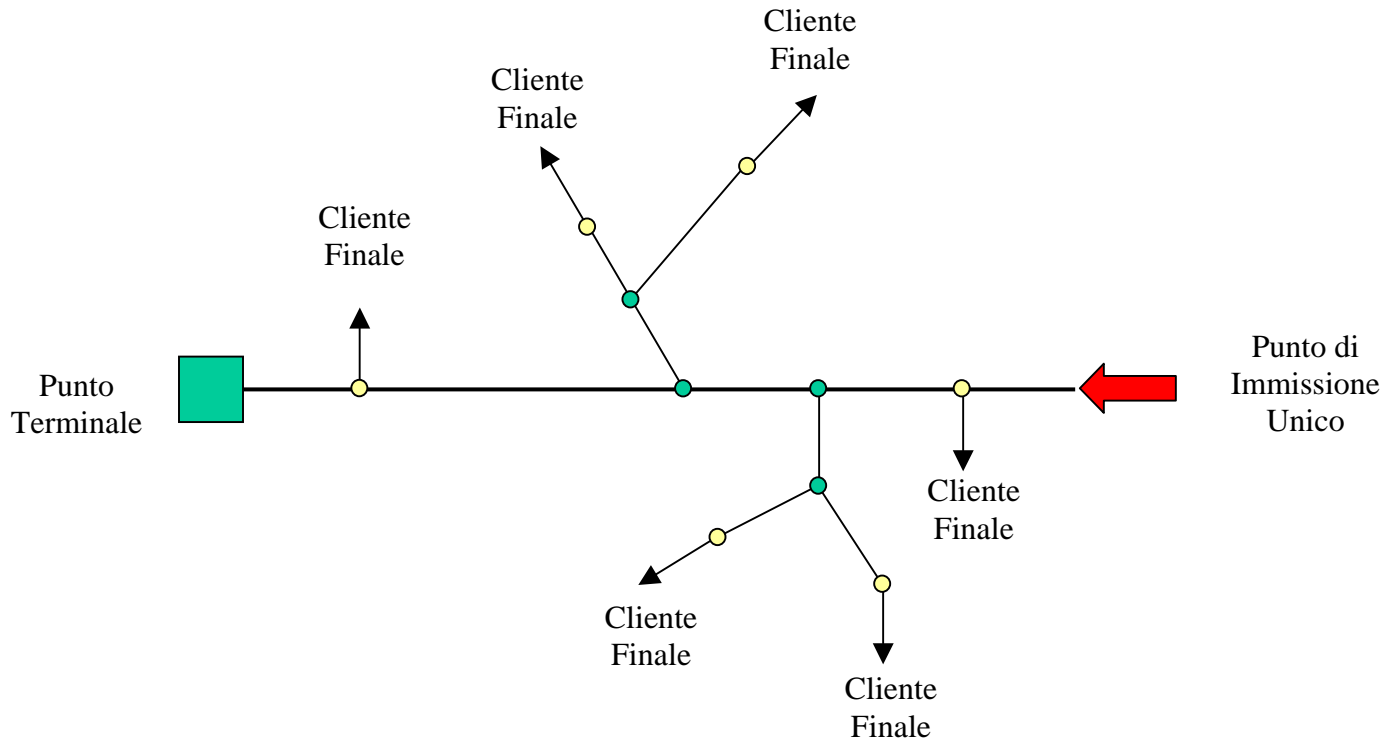 Cliente
Finale
Cliente
Finale
Cliente
Finale
Punto
Terminale
Punto di
Immissione
Unico
Cliente
Finale
Cliente
Finale
Cliente
Finale